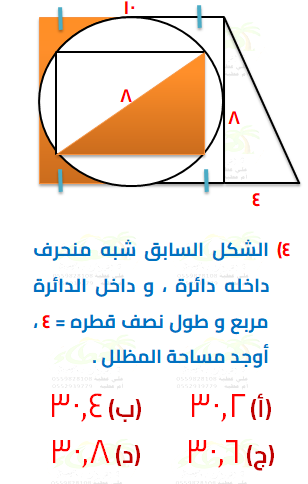 ١٠
٨
٨
٤
٤) الشكل السابق شبه منحرف
داخله دائرة ، و داخل الدائرة
مربع و طول نصف قطره = ٤ ،
أوجد مساحة المظلل .
(أ) ٣٠,٢ (ب) ٣٠,٤
(ج) ٣٠,٦ (د) ٣٠,٨